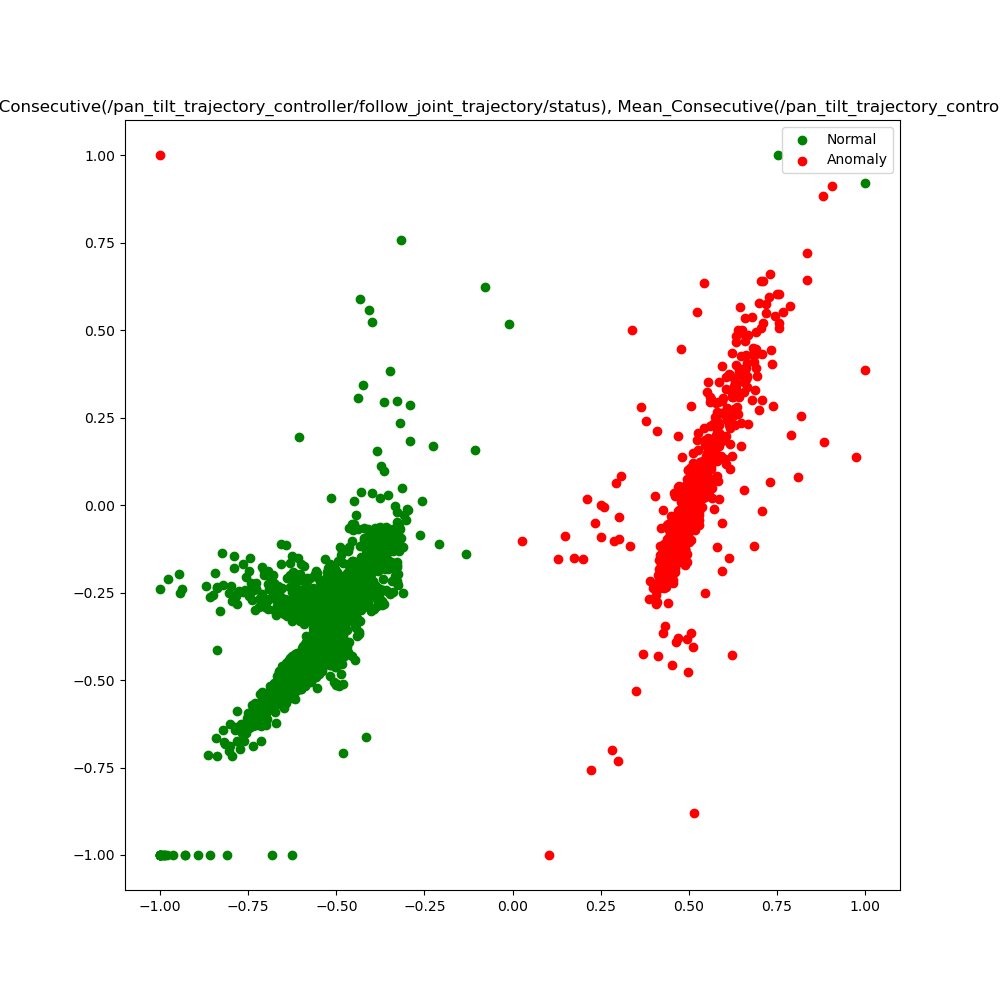 Consecutive(/pan_tilt_trajectory_controller/follow_joint_trajectory/status), Mean_Consecutive(/pan_tilt_trajectory_contro
Normal
Anomaly
1.00
0.75
0.50
0.25
0.00
−0.25
−0.50
−0.75
−1.00
−1.00 −0.75 −0.50 −0.25 0.00 0.25 0.50 0.75 1.00